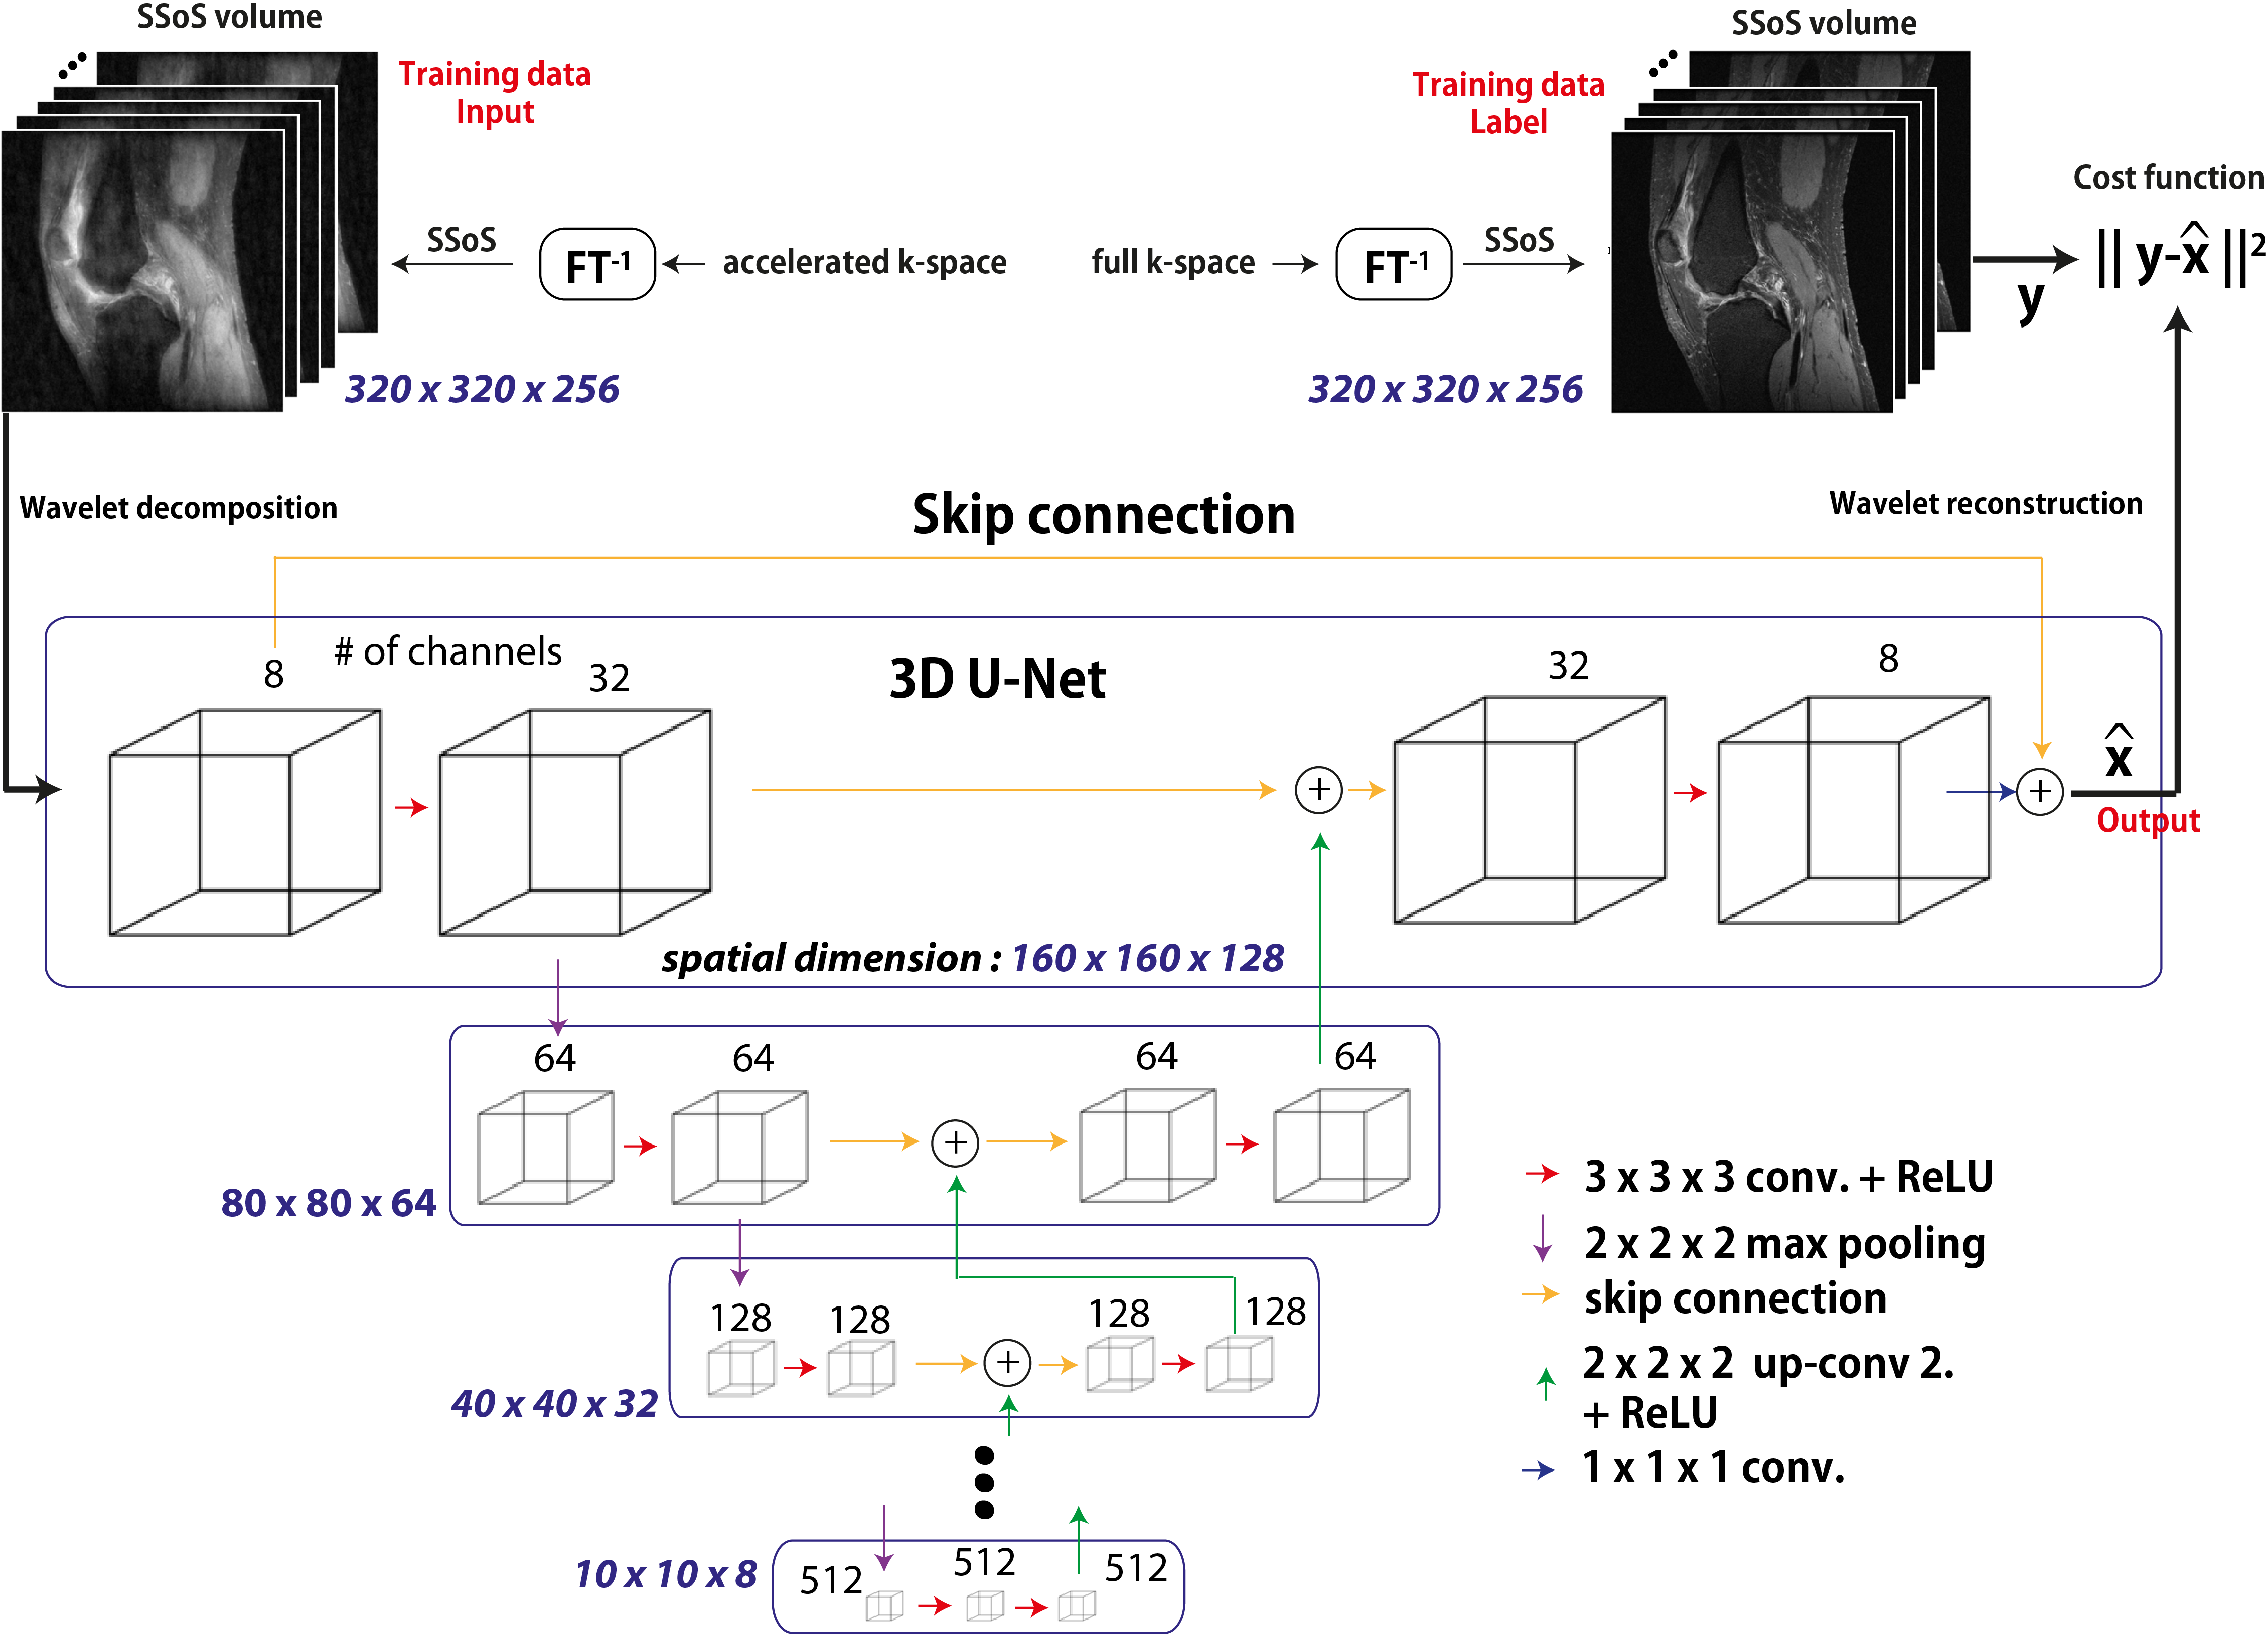 SSoS volume
SSoS volume
Training data
Input
Training data
Label
Cost function
SSoS
FT-1
accelerated k-space
full k-space
FT-1
SSoS
|| y-x̂ ||²
y
320 x 320 x 256
320 x 320 x 256
Wavelet decomposition
Skip connection
Wavelet reconstruction
# of channels
8
32
3D U-Net
32
8
+
+
x̂
Output
spatial dimension : 160 x 160 x 128
64
64
64
64
+
80 x 80 x 64
128
128
128
128
+
40 x 40 x 32
512
512
512
10 x 10 x 8
3 x 3 x 3 conv. + ReLU
2 x 2 x 2 max pooling
skip connection
2 x 2 x 2 up-conv 2.
+ ReLU
1 x 1 x 1 conv.